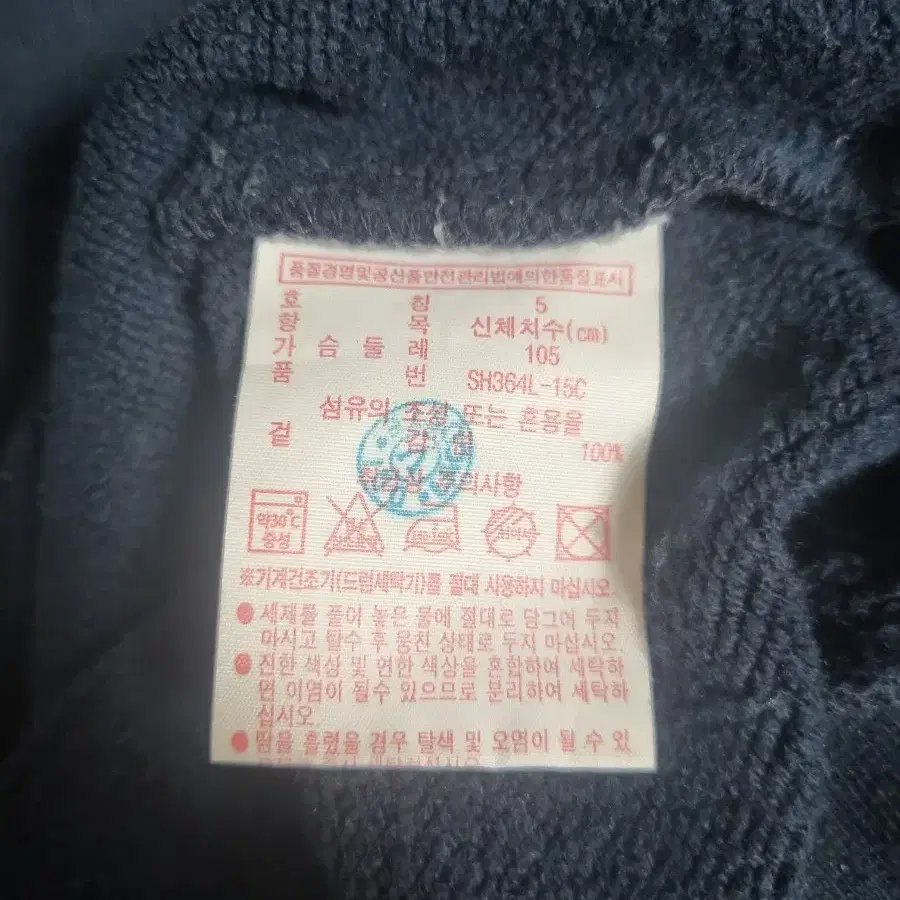 품질경영및공산품안전관리법에의한품질표시
호 칭 5
항 목 신체치수(cm)
가 슴 둘 레 105
품 번 SH364L-15C
섬유의 조성 또는 혼용율
겉 100%
약30℃
중성
※기계건조기(드럼세탁기)를 절대 사용하지 마십시오.
● 세제를 풀어 놓은 물에 절대로 담그어 두지
마시고 탈수 후 뭉친 상태로 두지 마십시오.
● 진한 색상 및 연한 색상을 혼합하여 세탁하
면 이염이 될수 있으므로 분리하여 세탁하
십시오.
● 땀을 흘렸을 경우 탈색 및 오염이 될 수 있